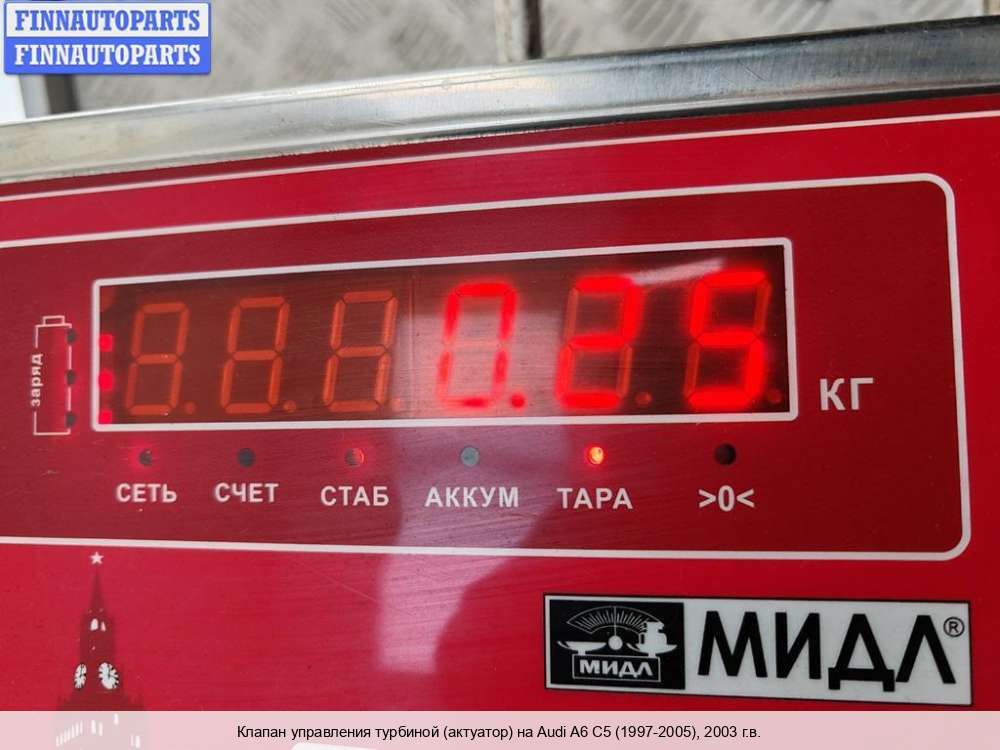 FINNAUTOPARTS
FINNAUTOPARTS
заряд
0.25
КГ
СЕТЬ СЧЕТ СТАБ АККУМ ТАРА >0<
МИДЛ
МИДЛ®
Клапан управления турбиной (актуатор) на Audi A6 C5 (1997-2005), 2003 г.в.